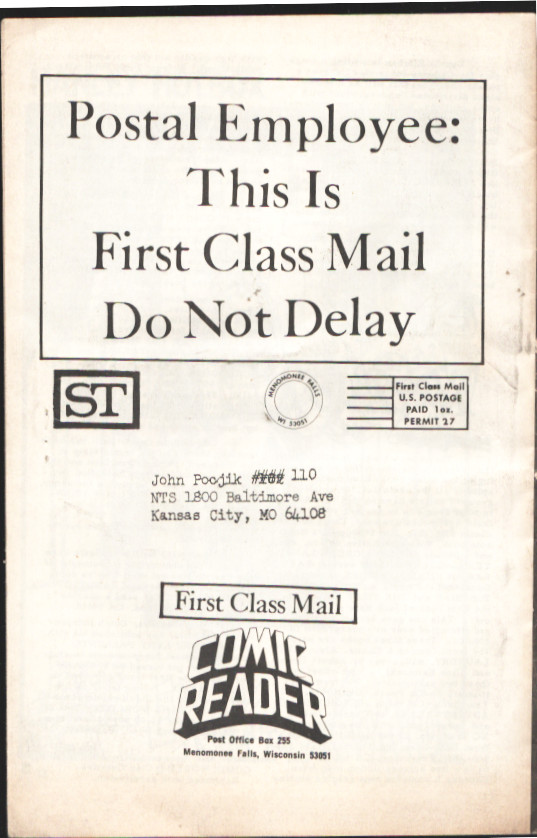 Postal Employee:
This Is
First Class Mail
Do Not Delay
ST
MENOMONEE FALLS
WI 53051
First Class Mail
U.S. POSTAGE
PAID 1 oz.
PERMIT 27
John Poojik #### 110
NTS 1800 Baltimore Ave
Kansas City, MO 64108
First Class Mail
COMIC
READER
Post Office Box 255
Menomonee Falls, Wisconsin 53051